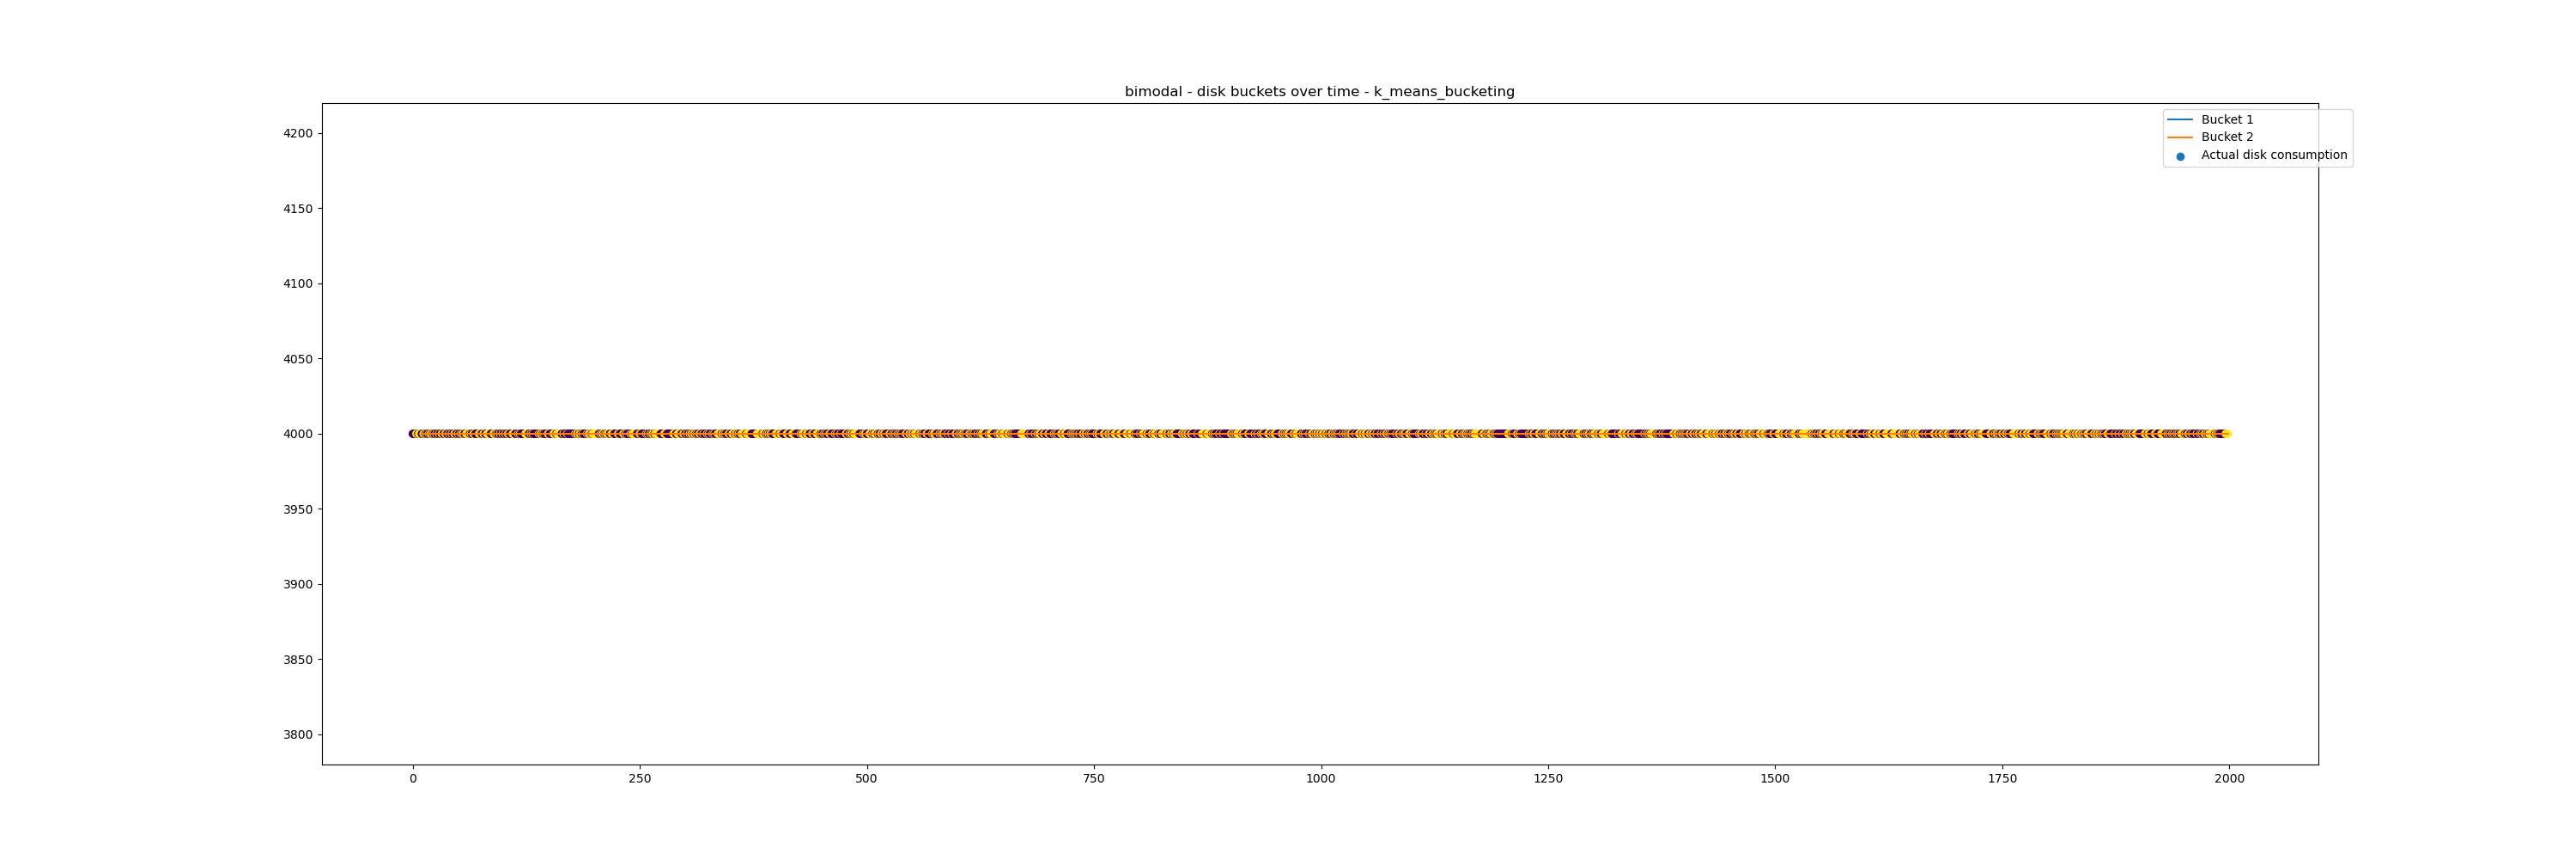 bimodal - disk buckets over time - k_means_bucketing
Bucket 1
Bucket 2
Actual disk consumption
4200
4150
4100
4050
4000
3950
3900
3850
3800
0 250 500 750 1000 1250 1500 1750 2000